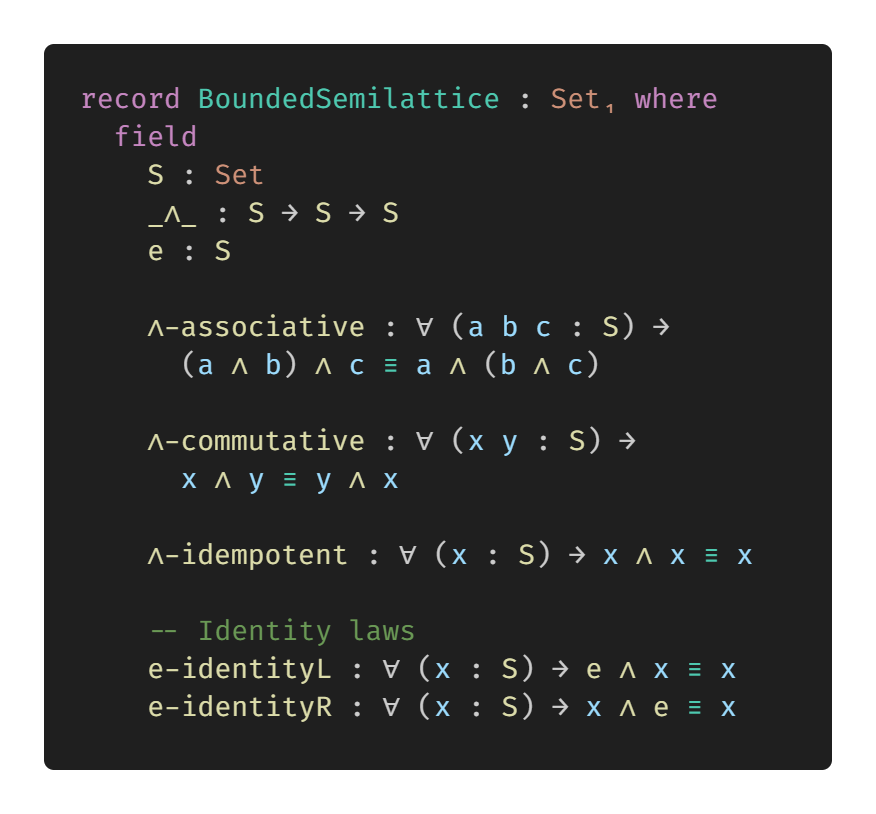 record BoundedSemilattice : Set₁ where
  field
    S : Set
    _∧_ : S → S → S
    e : S

    ∧-associative : ∀ (a b c : S) →
      (a ∧ b) ∧ c ≡ a ∧ (b ∧ c)

    ∧-commutative : ∀ (x y : S) →
      x ∧ y ≡ y ∧ x

    ∧-idempotent : ∀ (x : S) → x ∧ x ≡ x

    -- Identity laws
    e-identityL : ∀ (x : S) → e ∧ x ≡ x
    e-identityR : ∀ (x : S) → x ∧ e ≡ x